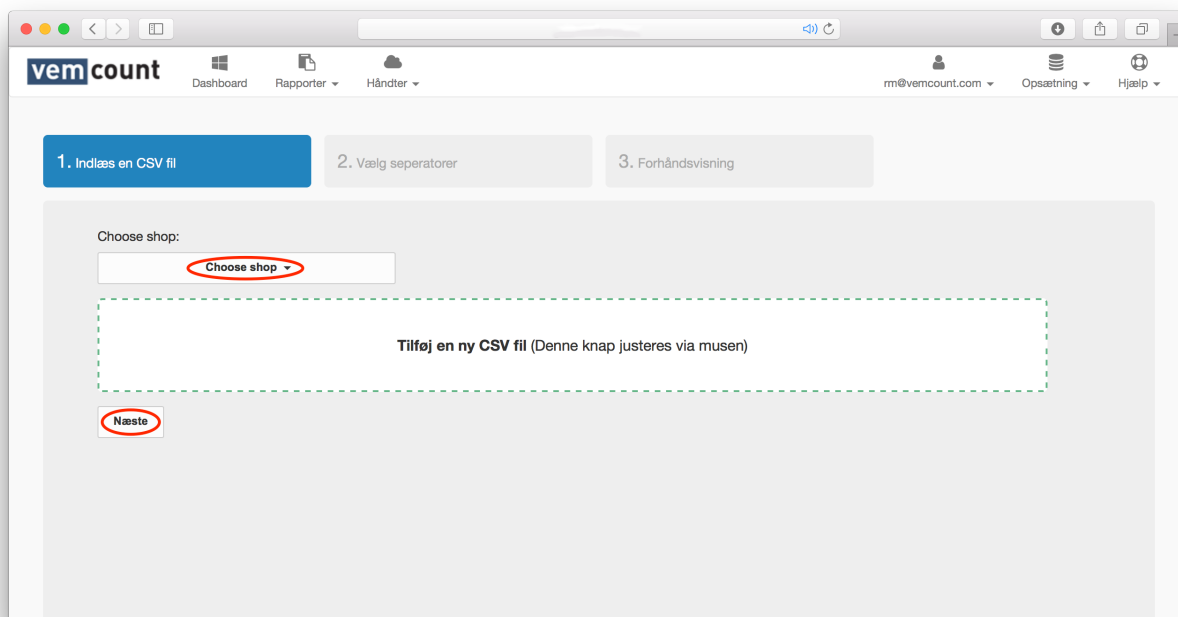 vemcount
Dashboard
Rapporter
Håndter
rm@vemcount.com
Opsætning
Hjælp
1. Indlæs en CSV fil
2. Vælg seperatorer
3. Forhåndsvisning
Choose shop:
Choose shop
Tilføj en ny CSV fil (Denne knap justeres via musen)
Næste